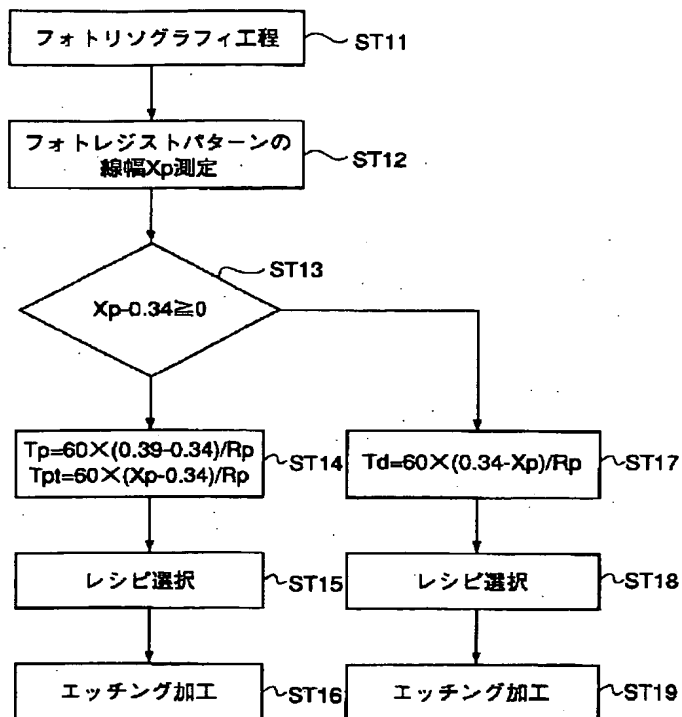 フォトリソグラフィ工程
ST11
フォトレジストパターンの
線幅Xp測定
ST12
ST13
Xp-0.34≧0
Tp=60×(0.39-0.34)/Rp
Tpt=60×(Xp-0.34)/Rp
ST14
Td=60×(0.34-Xp)/Rp
ST17
レシピ選択
ST15
レシピ選択
ST18
エッチング加工
ST16
エッチング加工
ST19